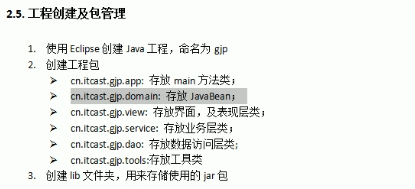 2.5. 工程创建及包管理
1. 使用 Eclipse 创建 Java 工程，命名为 gjp
2. 创建工程包
➢ cn.itcast.gjp.app: 存放 main 方法类；
➢ cn.itcast.gjp.domain: 存放 JavaBean；
➢ cn.itcast.gjp.view: 存放界面，及表现层类；
➢ cn.itcast.gjp.service: 存放业务层类；
➢ cn.itcast.gjp.dao: 存放数据访问层类；
➢ cn.itcast.gjp.tools:存放工具类
3. 创建 lib 文件夹，用来存储使用的 jar 包